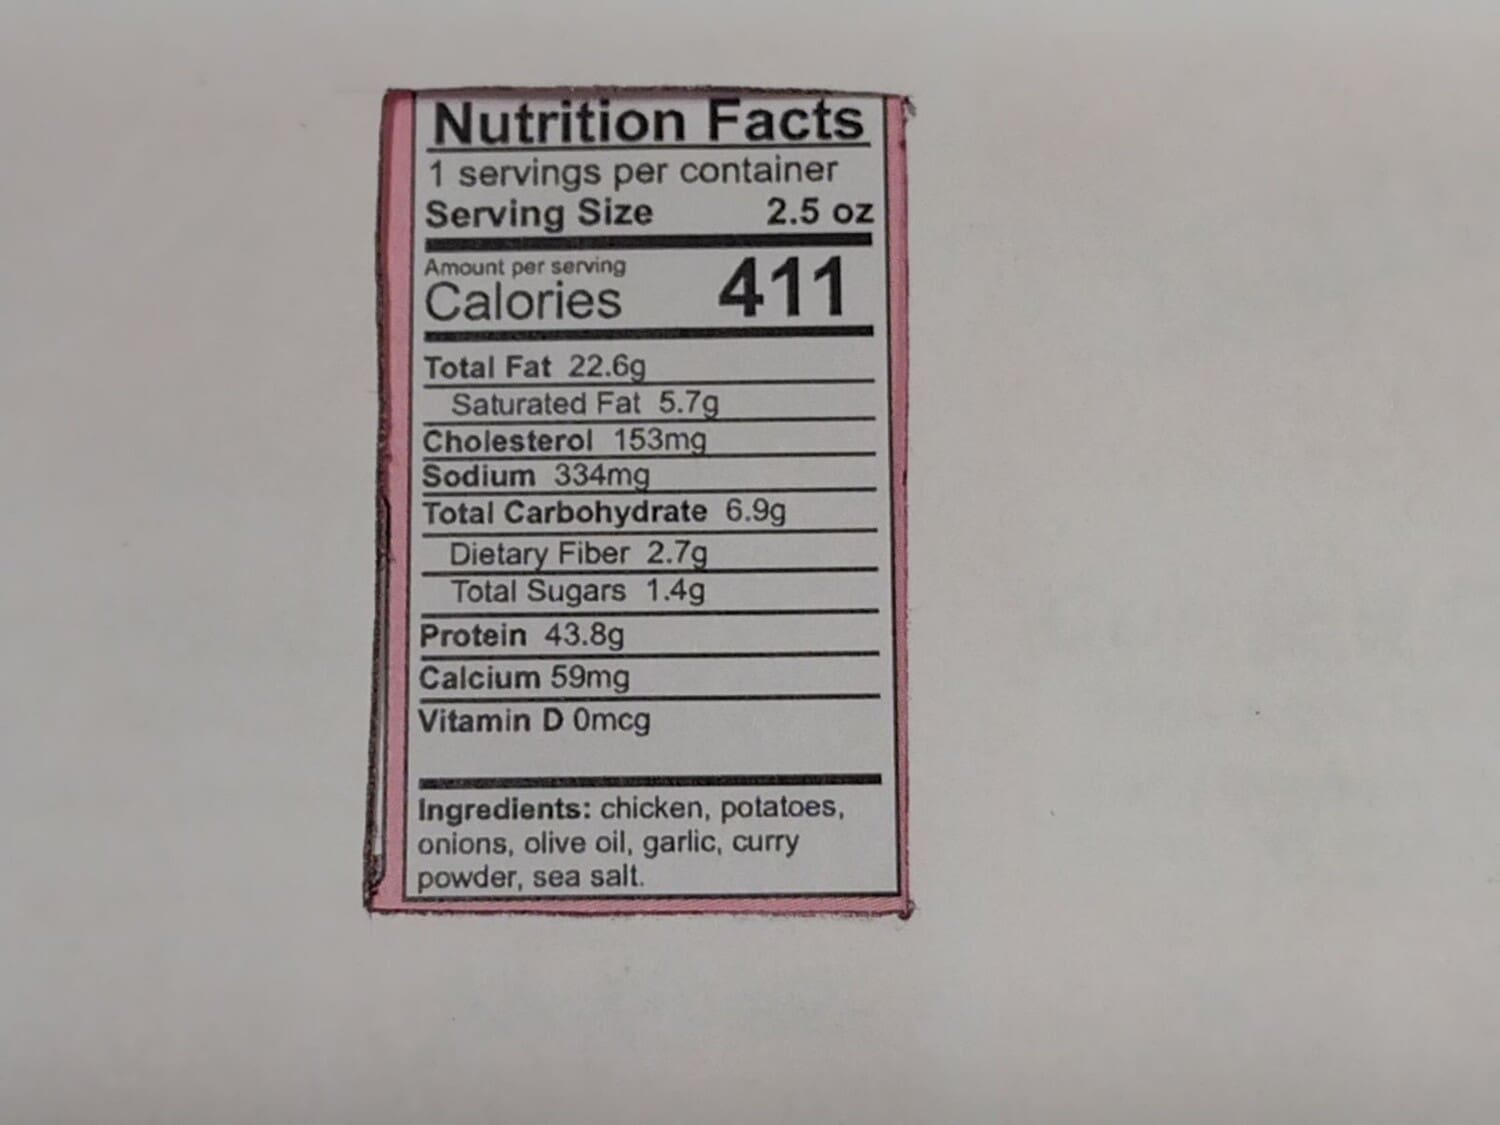 Nutrition Facts
1 servings per container
Serving Size 2.5 oz
Amount per serving
Calories 411
Total Fat 22.6g
Saturated Fat 5.7g
Cholesterol 153mg
Sodium 334mg
Total Carbohydrate 6.9g
Dietary Fiber 2.7g
Total Sugars 1.4g
Protein 43.8g
Calcium 59mg
Vitamin D 0mcg
Ingredients: chicken, potatoes,
onions, olive oil, garlic, curry
powder, sea salt.